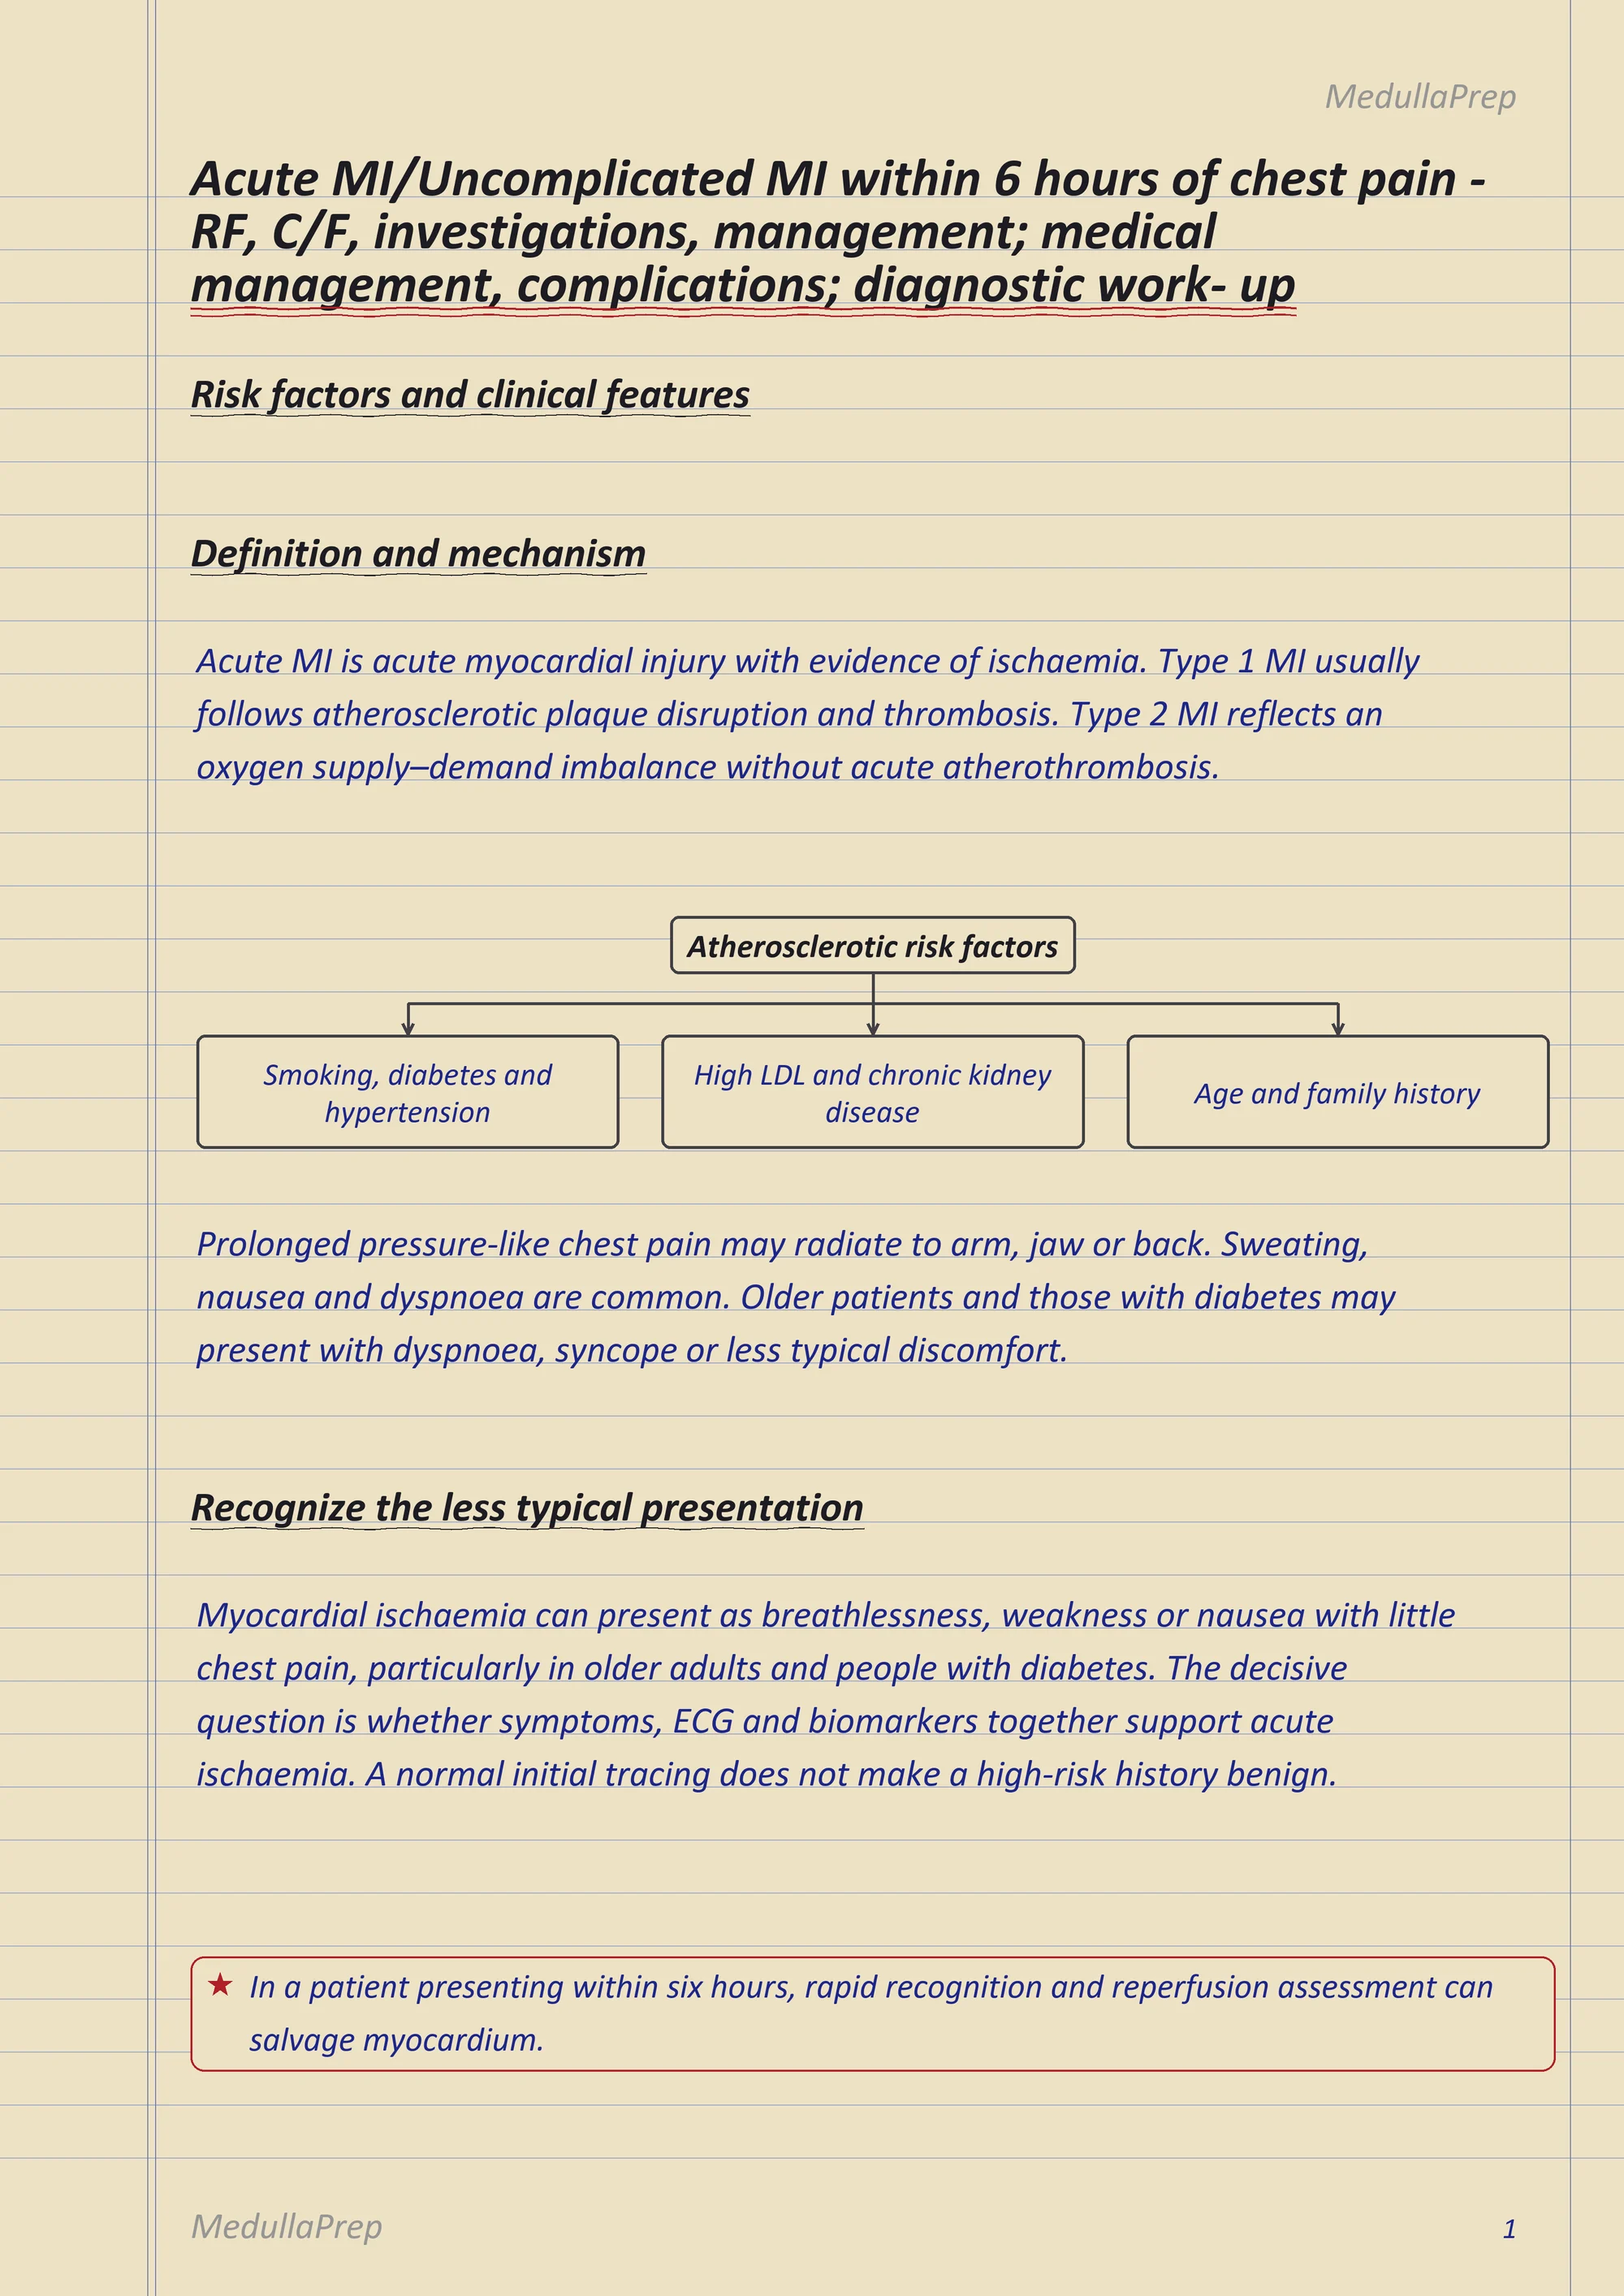 MedullaPrep
Acute MI/Uncomplicated MI within 6 hours of chest pain -
RF, C/F, investigations, management; medical
management, complications; diagnostic work- up
Risk factors and clinical features
Definition and mechanism
Acute MI is acute myocardial injury with evidence of ischaemia. Type 1 MI usually
follows atherosclerotic plaque disruption and thrombosis. Type 2 MI reflects an
oxygen supply–demand imbalance without acute atherothrombosis.
Atherosclerotic risk factors
Smoking, diabetes and
hypertension
High LDL and chronic kidney
disease
Age and family history
Prolonged pressure-like chest pain may radiate to arm, jaw or back. Sweating,
nausea and dyspnoea are common. Older patients and those with diabetes may
present with dyspnoea, syncope or less typical discomfort.
Recognize the less typical presentation
Myocardial ischaemia can present as breathlessness, weakness or nausea with little
chest pain, particularly in older adults and people with diabetes. The decisive
question is whether symptoms, ECG and biomarkers together support acute
ischaemia. A normal initial tracing does not make a high-risk history benign.
★ In a patient presenting within six hours, rapid recognition and reperfusion assessment can
salvage myocardium.
MedullaPrep
1